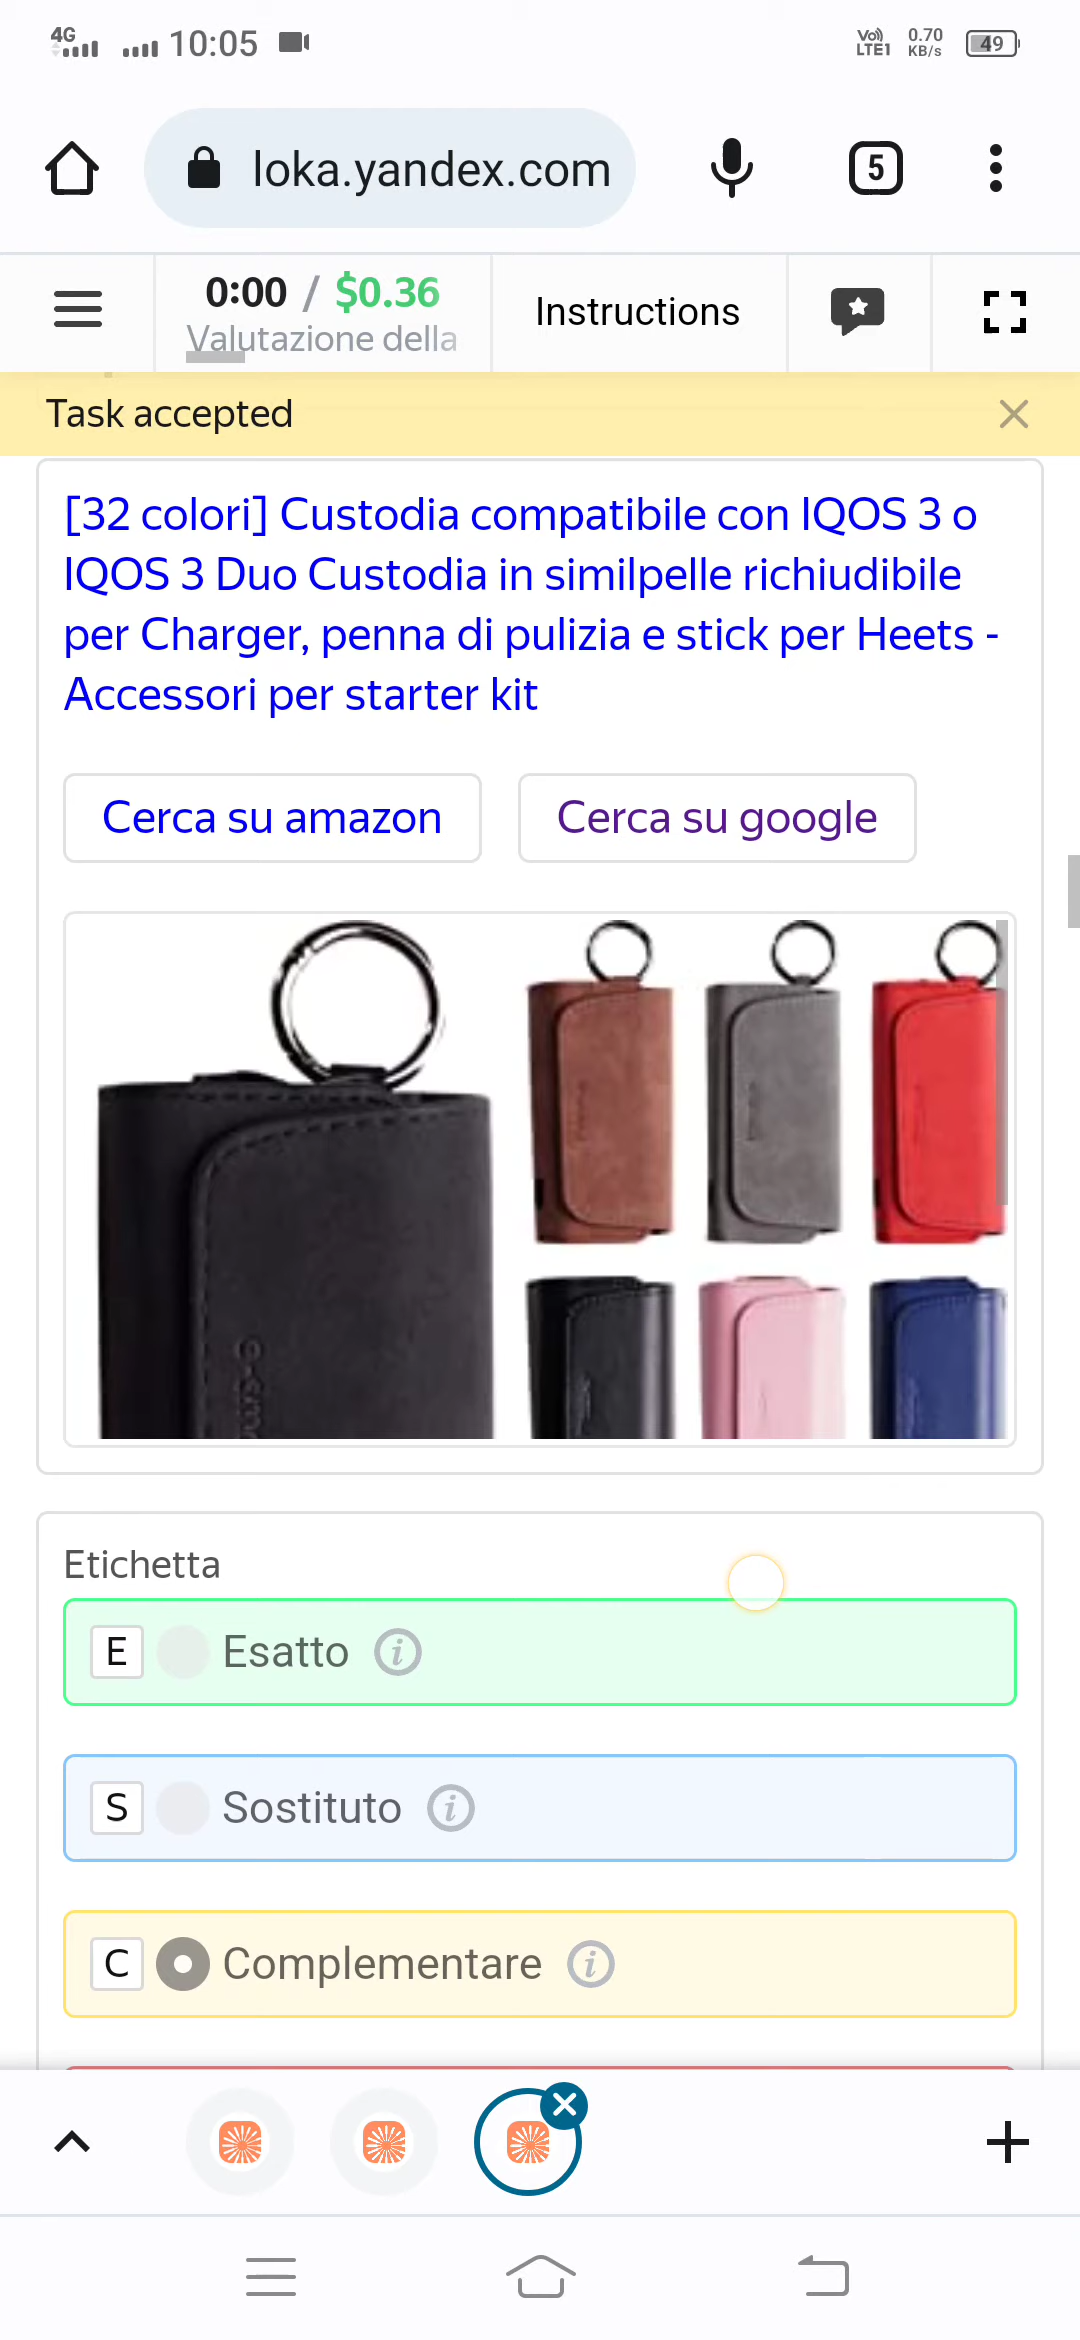 4G 10:05 Vo)) LTE1 0.70 KB/s 49
loka.yandex.com 5
0:00 / $0.36
Valutazione della
Instructions
Task accepted
[32 colori] Custodia compatibile con IQOS 3 o
IQOS 3 Duo Custodia in similpelle richiudibile
per Charger, penna di pulizia e stick per Heets -
Accessori per starter kit
Cerca su amazon Cerca su google
Etichetta
E Esatto i
S Sostituto i
C Complementare i